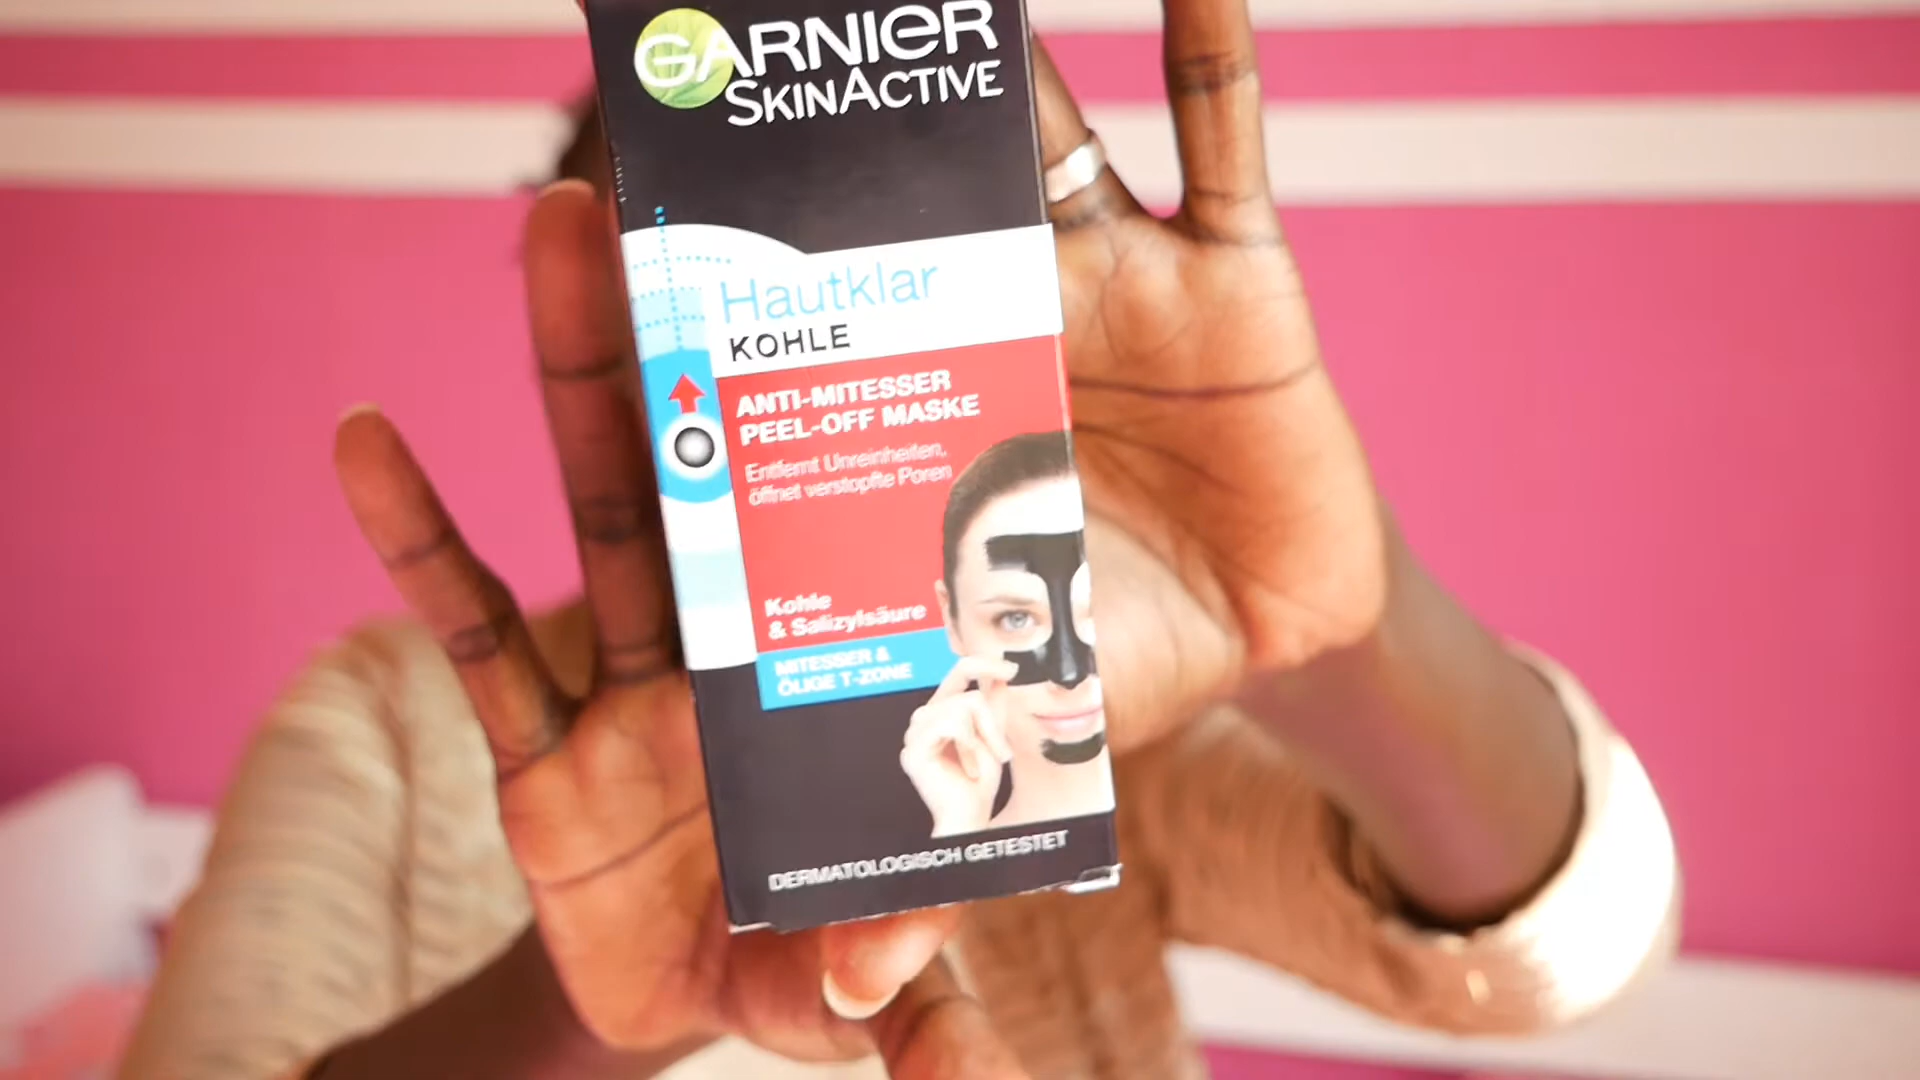 GARNIER
SKINACTIVE
Hautklar
KOHLE
ANTI-MITESSER
PEEL-OFF MASKE
Entfernt Unreinheiten,
öffnet verstopfte Poren
Kohle
& Salizylsäure
MITESSER &
ÖLIGE T-ZONE
DERMATOLOGISCH GETESTET